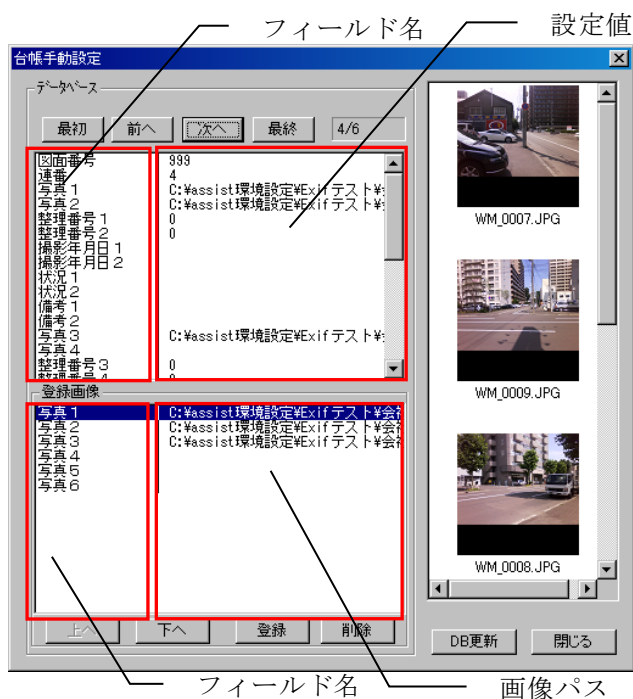 フィールド名 設定値
台帳手動設定
データベース
最初 前へ 次へ 最終 4/6
図面番号 999
連番 4
写真1 C:¥assist環境設定¥Exifテスト¥
写真2 C:¥assist環境設定¥Exifテスト¥
整理番号1 0
整理番号2 0
撮影年月日1
撮影年月日2
状況1
状況2
備考1
備考2
写真3 C:¥assist環境設定¥Exifテスト¥
写真4
整理番号3 0
整理番号4 0
登録画像
写真1 C:¥assist環境設定¥Exifテスト¥会社
写真2 C:¥assist環境設定¥Exifテスト¥会社
写真3 C:¥assist環境設定¥Exifテスト¥会社
写真4
写真5
写真6
上へ 下へ 登録 削除
WM_0007.JPG
WM_0009.JPG
WM_0008.JPG
DB更新 閉じる
フィールド名 画像パス